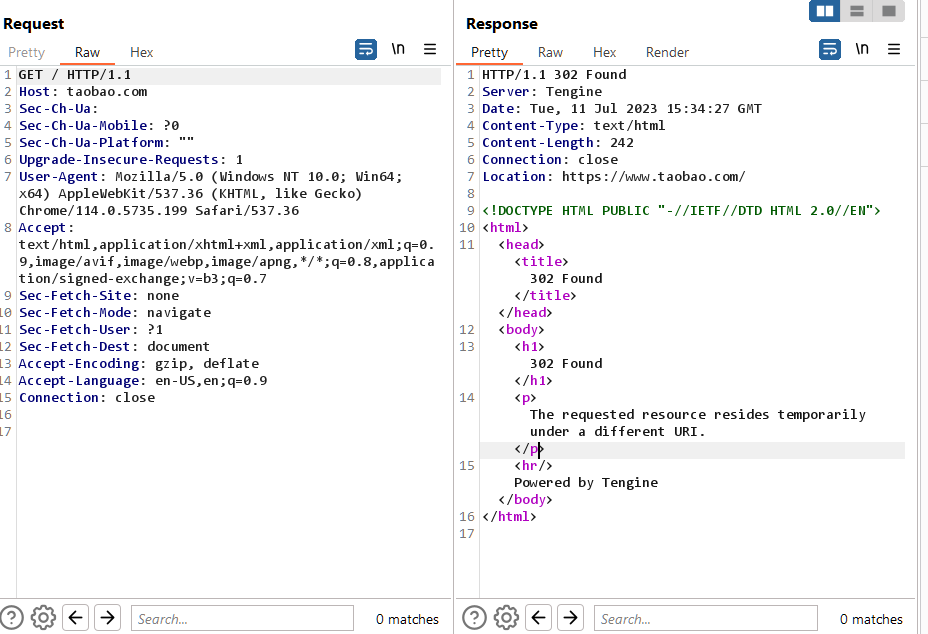 Request
Pretty Raw Hex \n
1 GET / HTTP/1.1
2 Host: taobao.com
3 Sec-Ch-Ua:
4 Sec-Ch-Ua-Mobile: ?0
5 Sec-Ch-Ua-Platform: ""
6 Upgrade-Insecure-Requests: 1
7 User-Agent: Mozilla/5.0 (Windows NT 10.0; Win64;
x64) AppleWebKit/537.36 (KHTML, like Gecko)
Chrome/114.0.5735.199 Safari/537.36
8 Accept:
text/html,application/xhtml+xml,application/xml;q=0.
9,image/avif,image/webp,image/apng,*/*;q=0.8,applica
tion/signed-exchange;v=b3;q=0.7
9 Sec-Fetch-Site: none
10 Sec-Fetch-Mode: navigate
11 Sec-Fetch-User: ?1
12 Sec-Fetch-Dest: document
13 Accept-Encoding: gzip, deflate
14 Accept-Language: en-US,en;q=0.9
15 Connection: close
16
17
? Search... 0 matches
Response
Pretty Raw Hex Render \n
1 HTTP/1.1 302 Found
2 Server: Tengine
3 Date: Tue, 11 Jul 2023 15:34:27 GMT
4 Content-Type: text/html
5 Content-Length: 242
6 Connection: close
7 Location: https://www.taobao.com/
8
9 <!DOCTYPE HTML PUBLIC "-//IETF//DTD HTML 2.0//EN">
10 <html>
11 <head>
<title>
302 Found
</title>
</head>
12 <body>
13 <h1>
302 Found
</h1>
14 <p>
The requested resource resides temporarily
under a different URI.
</p>
15 <hr/>
Powered by Tengine
</body>
16 </html>
17
? Search... 0 matches